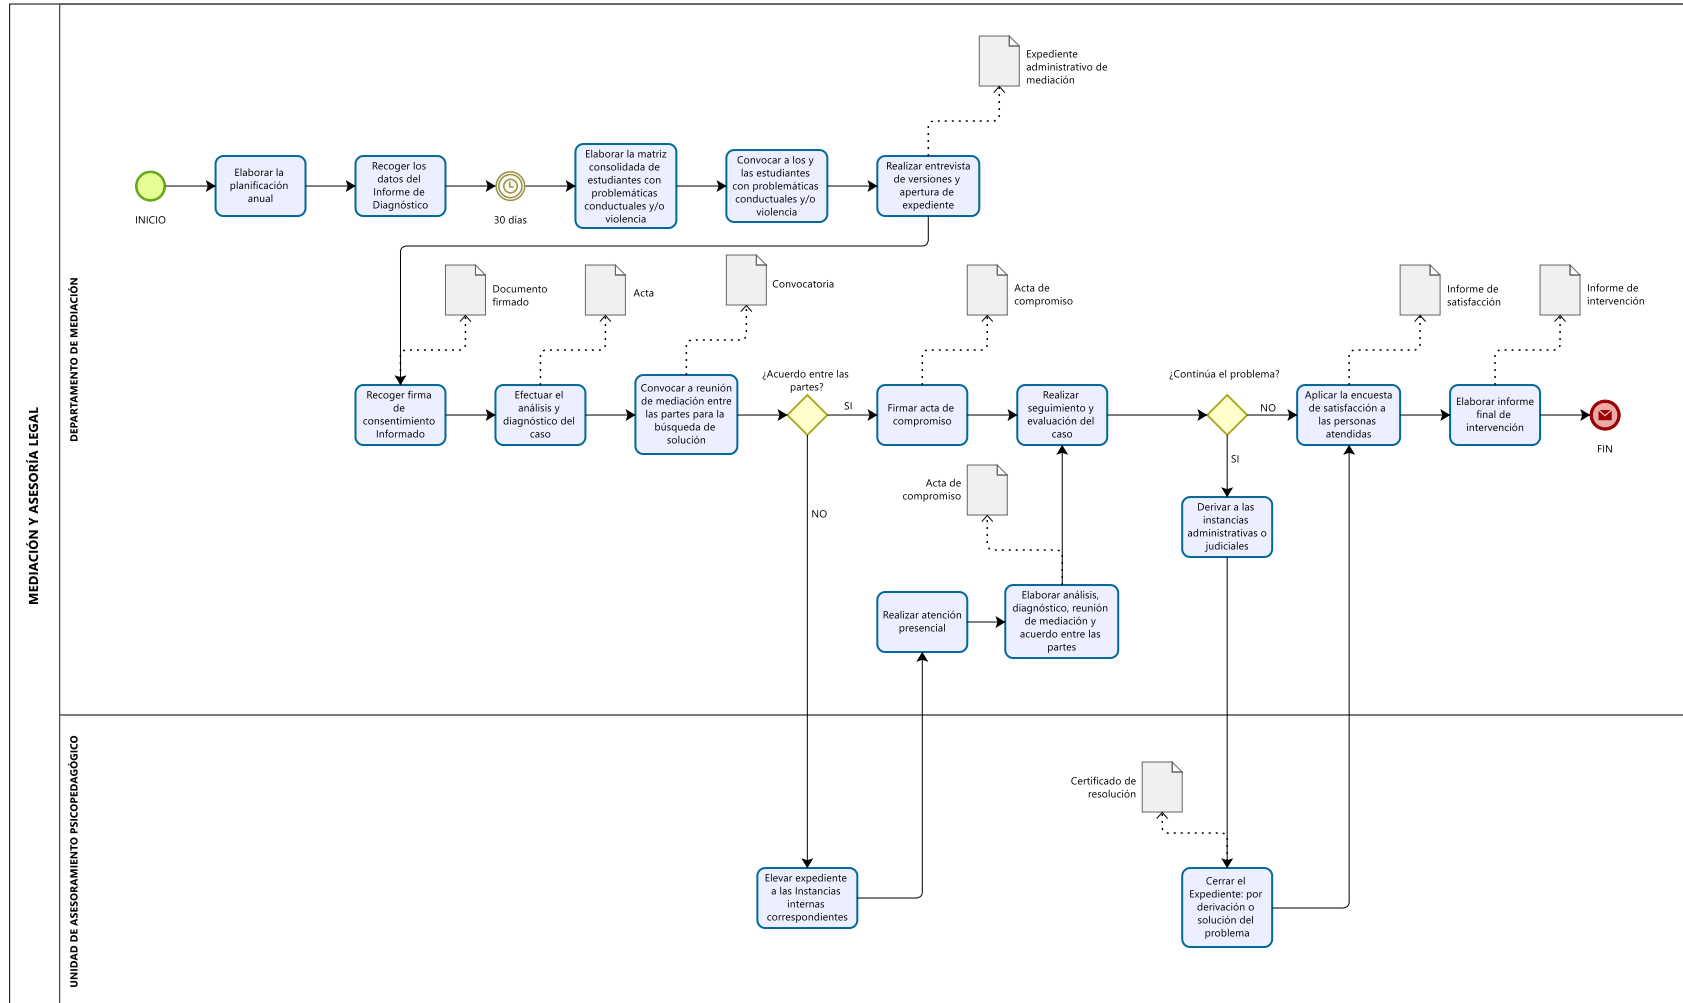 MEDIACIÓN Y ASESORÍA LEGAL
DEPARTAMENTO DE MEDIACIÓN
Expediente
administrativo de
mediación
INICIO
Elaborar la
planificación
anual
Recoger los
datos del
Informe de
Diagnóstico
30 días
Elaborar la matriz
consolidada de
estudiantes con
problemáticas
conductuales y/o
violencia
Convocar a los y
las estudiantes
con problemáticas
conductuales y/o
violencia
Realizar entrevista
de versiones y
apertura de
expediente
Documento
firmado
Acta
Convocatoria
Acta de
compromiso
Informe de
satisfacción
Informe de
intervención
Recoger firma
de
consentimiento
Informado
Efectuar el
análisis y
diagnóstico del
caso
Convocar a reunión
de mediación entre
las partes para la
búsqueda de
solución
¿Acuerdo entre las
partes?
SI
NO
Firmar acta de
compromiso
Realizar
seguimiento y
evaluación del
caso
¿Continúa el problema?
NO
SI
Aplicar la encuesta
de satisfacción a
las personas
atendidas
Elaborar informe
final de
intervención
FIN
Acta de
compromiso
Derivar a las
instancias
administrativas o
judiciales
Realizar atención
presencial
Elaborar análisis,
diagnóstico, reunión
de mediación y
acuerdo entre las
partes
UNIDAD DE ASESORAMIENTO PSICOPEDAGÓGICO
Certificado de
resolución
Elevar expediente
a las Instancias
internas
correspondientes
Cerrar el
Expediente: por
derivación o
solución del
problema